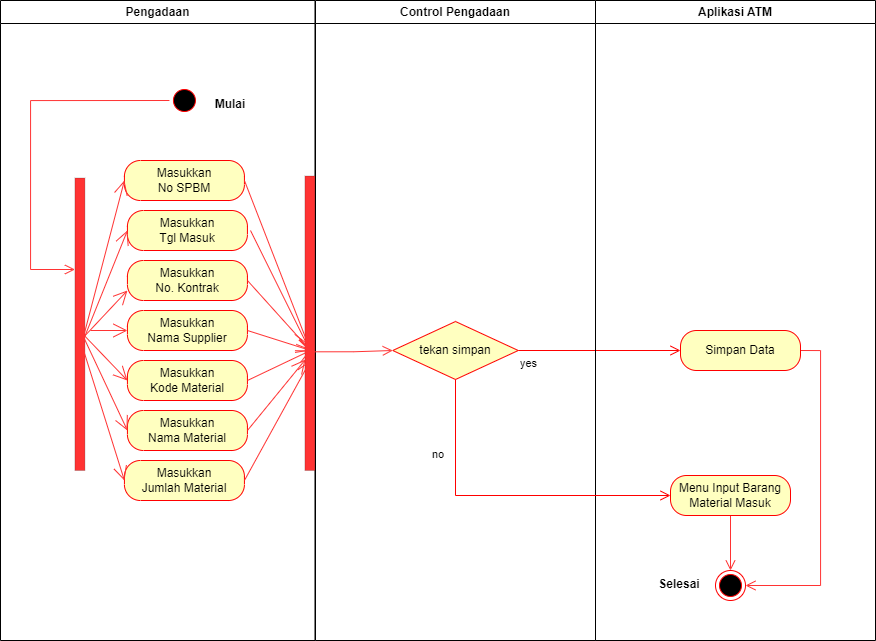 Pengadaan
Control Pengadaan
Aplikasi ATM
Mulai
Masukkan
No SPBM
Masukkan
Tgl Masuk
Masukkan
No. Kontrak
Masukkan
Nama Supplier
Masukkan
Kode Material
Masukkan
Nama Material
Masukkan
Jumlah Material
tekan simpan
yes
no
Simpan Data
Menu Input Barang
Material Masuk
Selesai